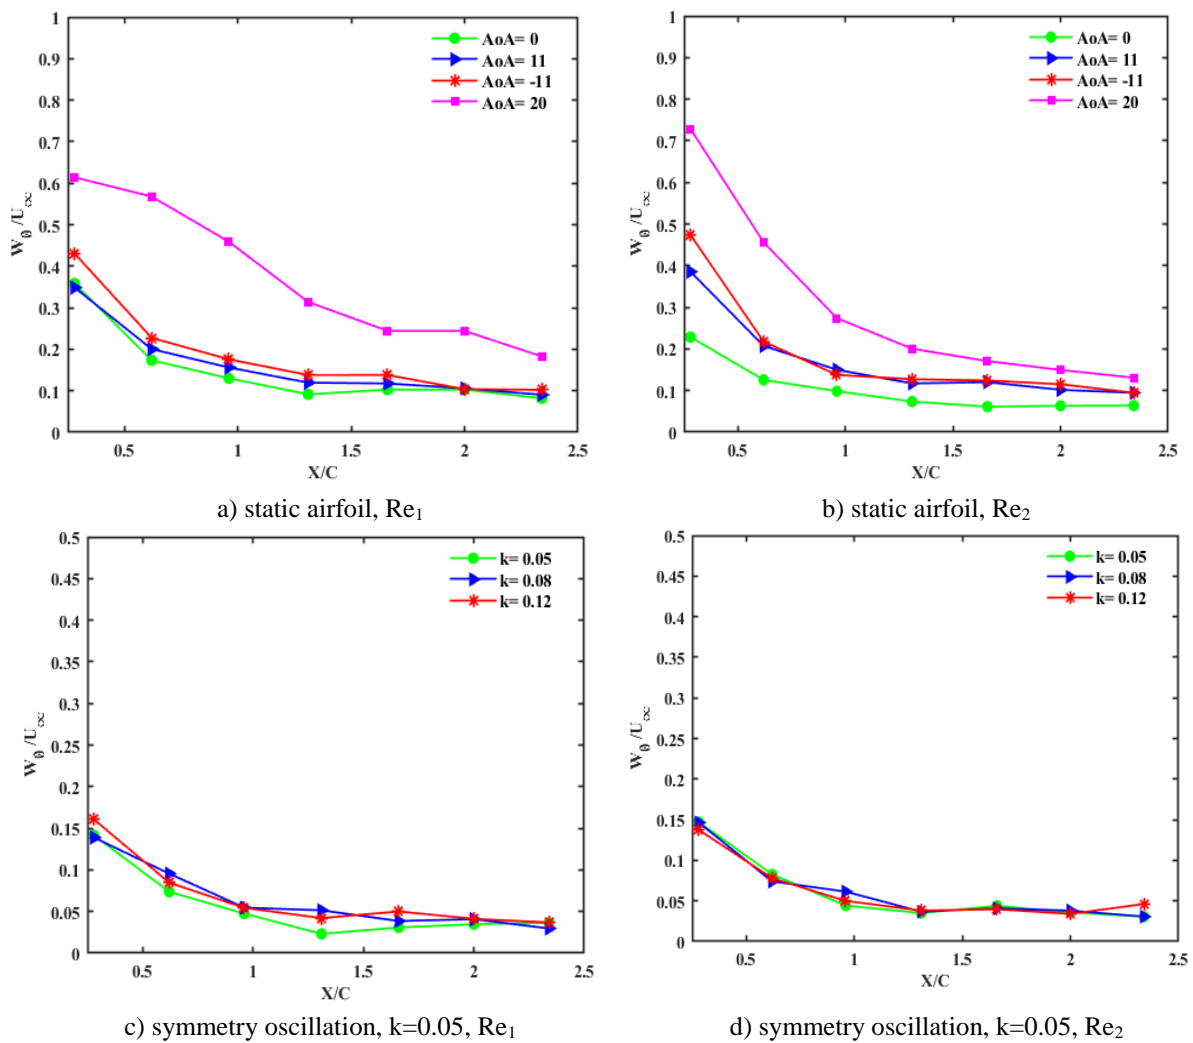 1
0.9
0.8
0.7
0.6
0.5
0.4
0.3
0.2
0.1
0
W₀/U∞
AoA= 0
AoA= 11
AoA= -11
AoA= 20
0.5
1
1.5
2
2.5
X/C
a) static airfoil, Re₁
1
0.9
0.8
0.7
0.6
0.5
0.4
0.3
0.2
0.1
0
W₀/U∞
AoA= 0
AoA= 11
AoA= -11
AoA= 20
0.5
1
1.5
2
2.5
X/C
b) static airfoil, Re₂
0.5
0.45
0.4
0.35
0.3
0.25
0.2
0.15
0.1
0.05
0
W₀/U∞
k= 0.05
k= 0.08
k= 0.12
0.5
1
1.5
2
2.5
X/C
c) symmetry oscillation, k=0.05, Re₁
0.5
0.45
0.4
0.35
0.3
0.25
0.2
0.15
0.1
0.05
0
W₀/U∞
k= 0.05
k= 0.08
k= 0.12
0.5
1
1.5
2
2.5
X/C
d) symmetry oscillation, k=0.05, Re₂